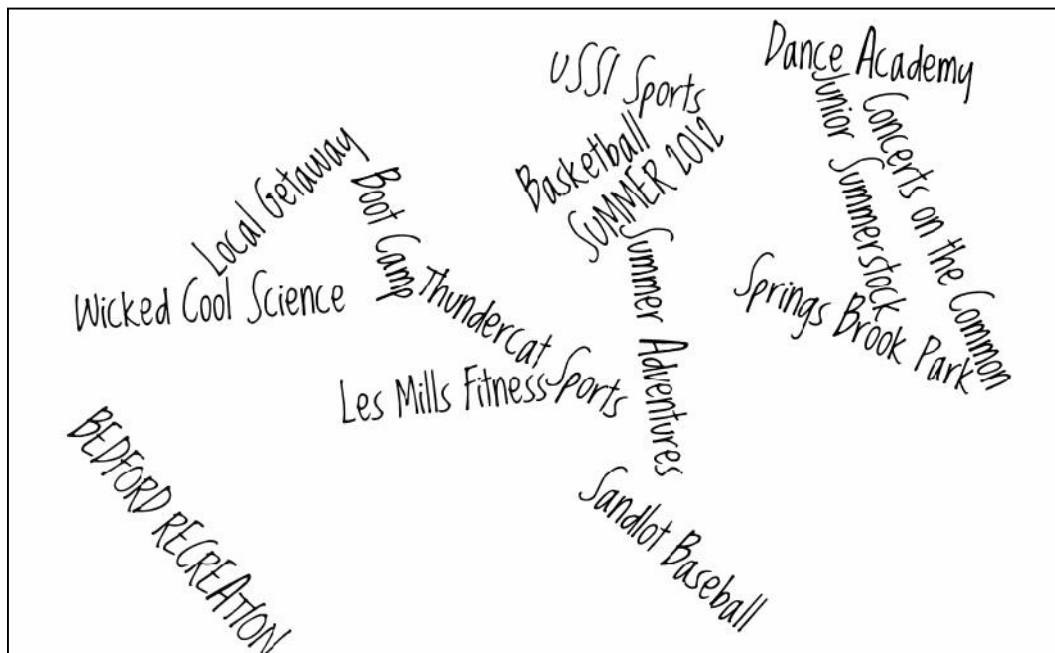 USSI Sports
Dance Academy
Basketball
SUMMER 2012
Junior Summerstock
Concerts on the Common
Local Getaway
Boot Camp
Wicked Cool Science
Thundercat Sports
Summer Adventures
Springs Brook Park
Les Mills Fitness
BEDFORD RECREATION
Sandlot Baseball